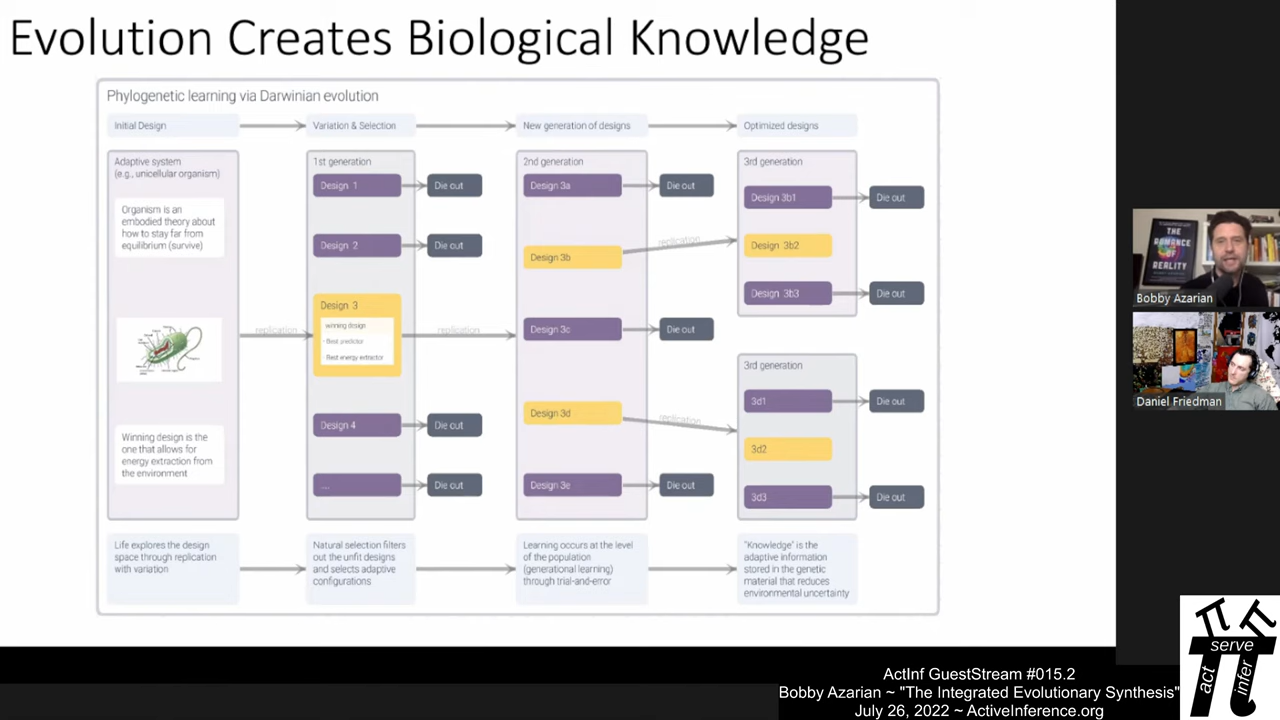 Evolution Creates Biological Knowledge
Phylogenetic learning via Darwinian evolution
Initial Design
Variation & Selection
New generation of designs
Optimized designs
Adaptive system
(e.g., unicellular organism)
Organism is an
embodied theory about
how to stay far from
equilibrium (survive)
Winning design is the
one that allows for
energy extraction from
the environment
replication
1st generation
Design 1
Die out
Design 2
Die out
Design 3
winning design
- Best predictor
- Best energy extractor
replication
Design 4
Die out
...
Die out
2nd generation
Design 3a
Die out
Design 3b
replication
Design 3c
Die out
Design 3d
replication
Design 3e
Die out
3rd generation
Design 3b1
Die out
Design 3b2
Design 3b3
Die out
3rd generation
3d1
Die out
3d2
3d3
Die out
Life explores the design
space through replication
with variation
Natural selection filters
out the unfit designs
and selects adaptive
configurations
Learning occurs at the level
of the population
(generational learning)
through trial-and-error
"Knowledge" is the
adaptive information
stored in the genetic
material that reduces
environmental uncertainty
THE
ROMANCE
OF
REALITY
Bobby Azarian
Daniel Friedman
serve
act
infer
ActInf GuestStream #015.2
Bobby Azarian ~ "The Integrated Evolutionary Synthesis"
July 26, 2022 ~ ActiveInference.org